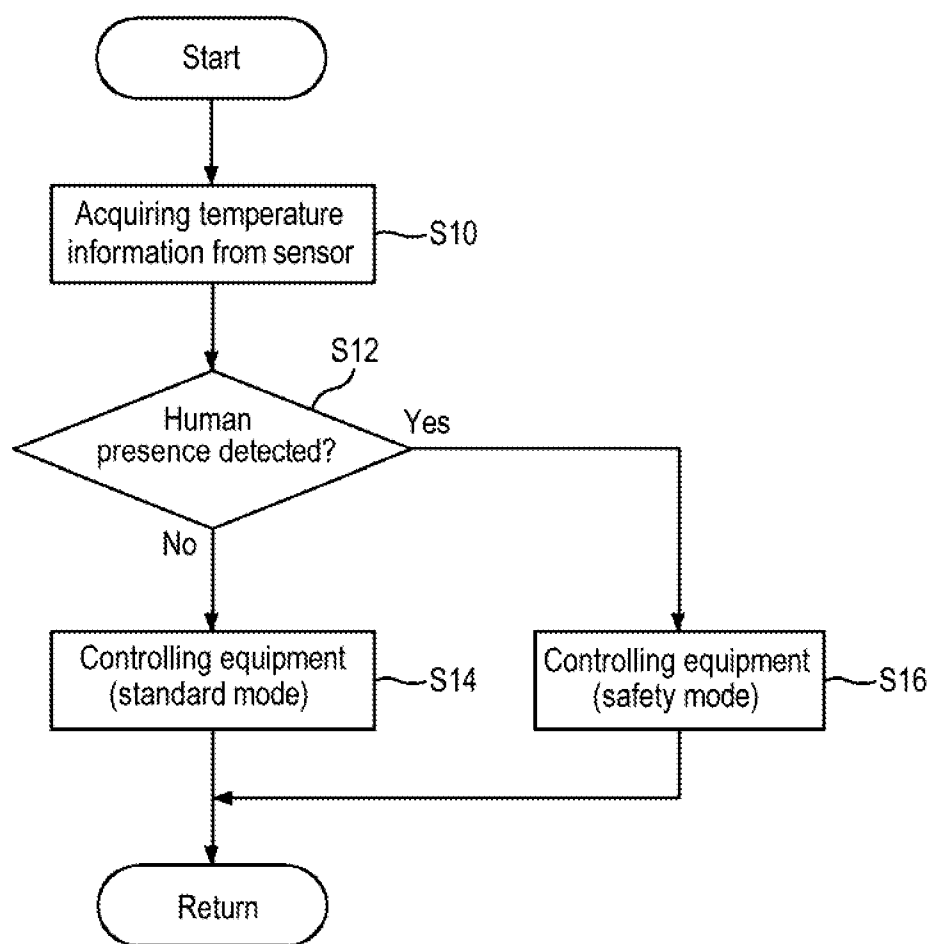 Start
Acquiring temperature
information from sensor
S10
S12
Human
presence detected?
Yes
No
Controlling equipment
(standard mode)
S14
Controlling equipment
(safety mode)
S16
Return